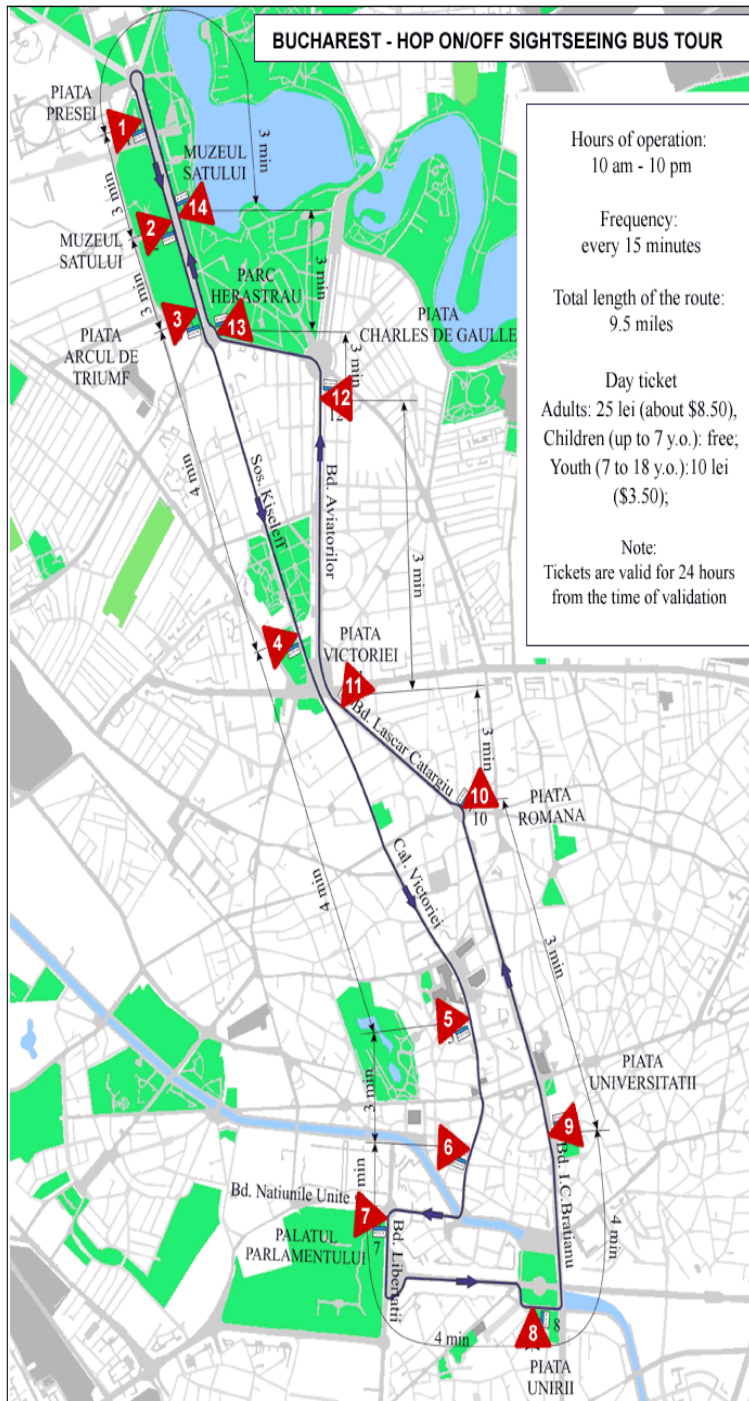 BUCHAREST - HOP ON/OFF SIGHTSEEING BUS TOUR
Hours of operation:
10 am - 10 pm
Frequency:
every 15 minutes
Total length of the route:
9.5 miles
Day ticket
Adults: 25 lei (about $8.50),
Children (up to 7 y.o.): free;
Youth (7 to 18 y.o.):10 lei
($3.50);
Note:
Tickets are valid for 24 hours
from the time of validation
PIATA
PRESEI
1
3 min
MUZEUL
SATULUI
14
3 min
2
MUZEUL
SATULUI
3 min
PARC
HERASTRAU
3 min
3
13
PIATA
ARCUL DE
TRIUMF
PIATA
CHARLES DE GAULLE
3 min
12
12
4 min
Sos. Kiseleff
Bd. Aviatorilor
3 min
4
PIATA
VICTORIEI
11
Bd. Lascar Catargiu
3 min
10
10
PIATA
ROMANA
Cal. Victoriei
4 min
3 min
5
3 min
PIATA
UNIVERSITATII
9
6
min
Bd. I.C.Bratianu
Bd. Natiunile Unite
7
7
PALATUL
PARLAMENTULUI
Bd. Libertatii
4 min
4 min
8
8
PIATA
UNIRII